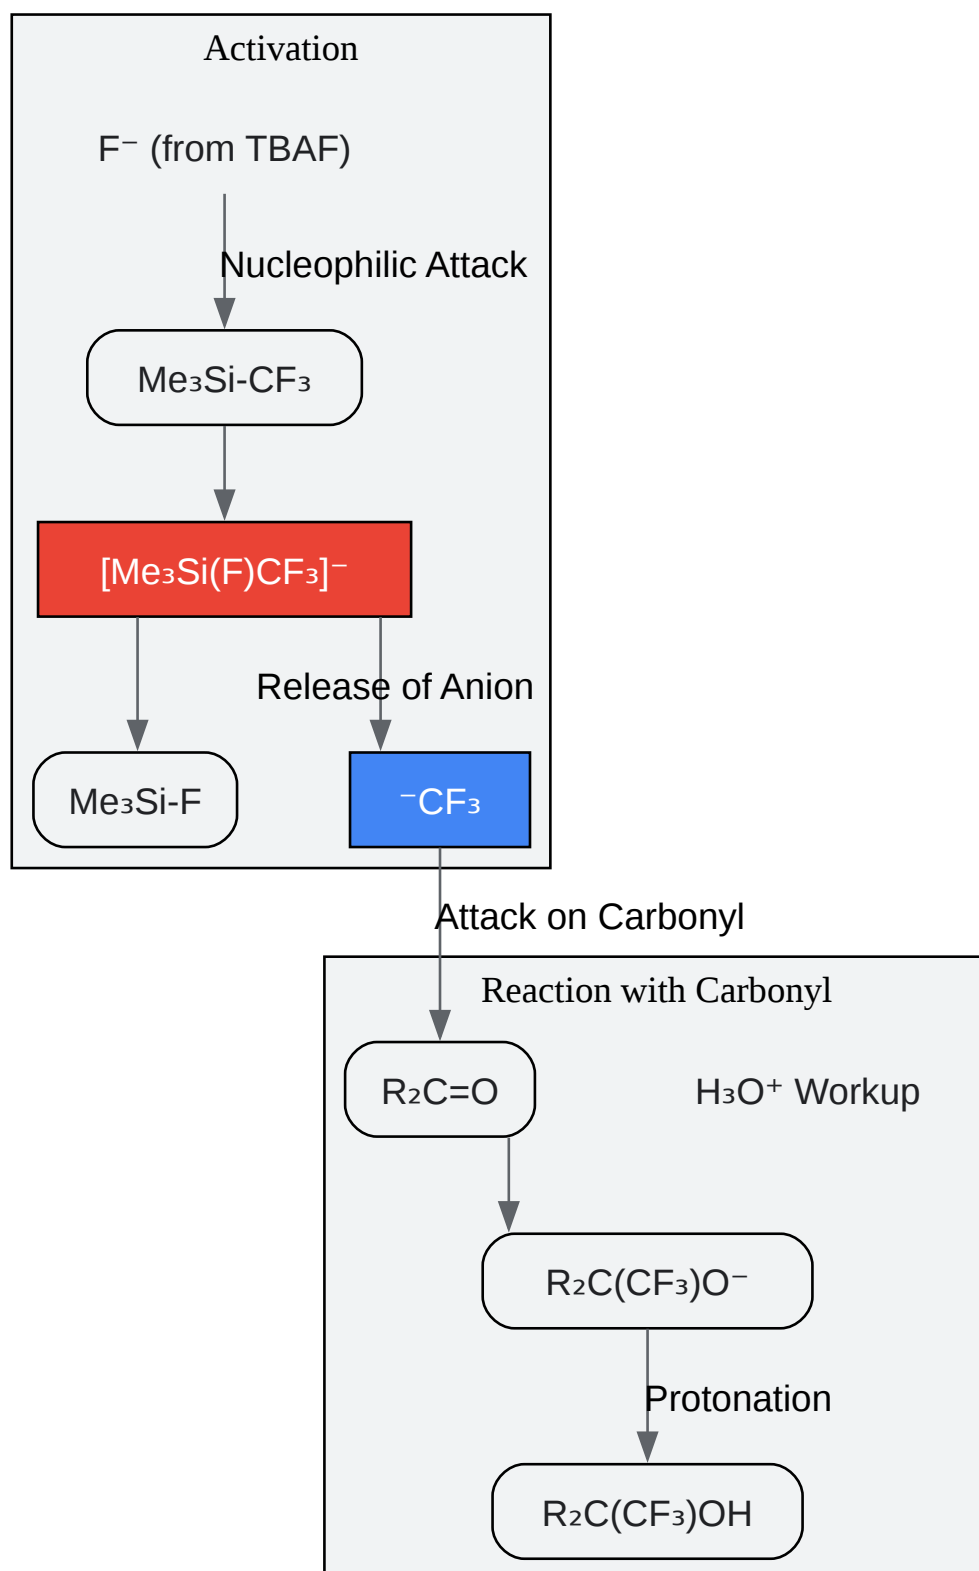 Activation
F⁻ (from TBAF)
Nucleophilic Attack
Me₃Si-CF₃
[Me₃Si(F)CF₃]⁻
Release of Anion
Me₃Si-F
⁻CF₃
Attack on Carbonyl
Reaction with Carbonyl
R₂C=O
H₃O⁺ Workup
R₂C(CF₃)O⁻
Protonation
R₂C(CF₃)OH